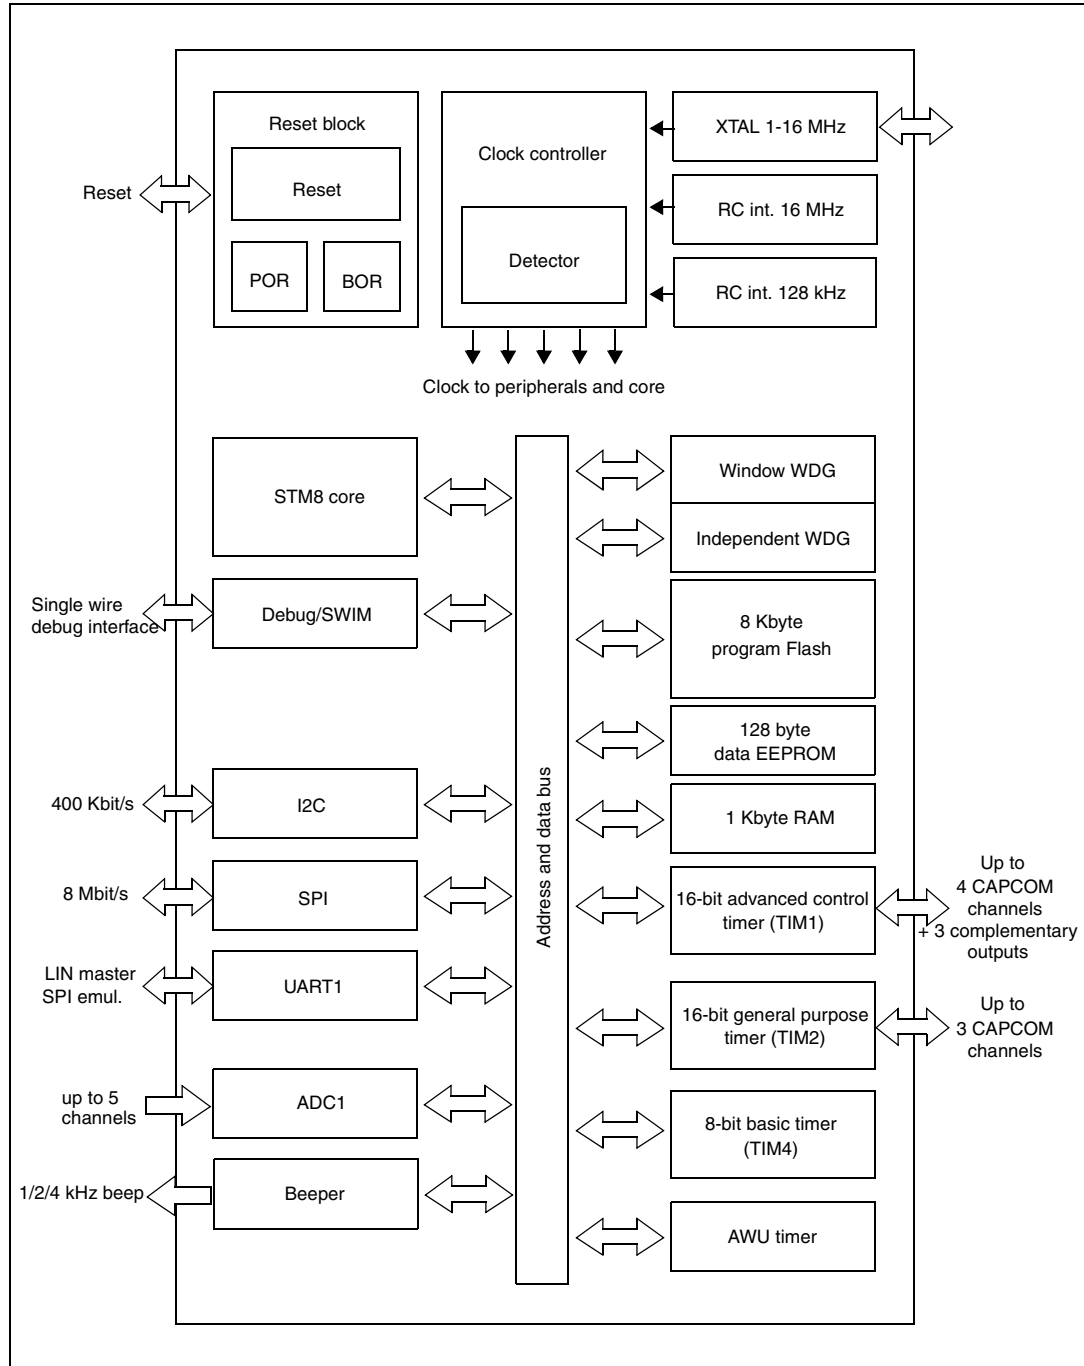 Reset block
Reset
POR
BOR
Reset
Clock controller
Detector
XTAL 1-16 MHz
RC int. 16 MHz
RC int. 128 kHz
Clock to peripherals and core
STM8 core
Single wire
debug interface
Debug/SWIM
400 Kbit/s
I2C
8 Mbit/s
SPI
LIN master
SPI emul.
UART1
up to 5
channels
ADC1
1/2/4 kHz beep
Beeper
Address and data bus
Window WDG
Independent WDG
8 Kbyte
program Flash
128 byte
data EEPROM
1 Kbyte RAM
16-bit advanced control
timer (TIM1)
Up to
4 CAPCOM
channels
+ 3 complementary
outputs
16-bit general purpose
timer (TIM2)
Up to
3 CAPCOM
channels
8-bit basic timer
(TIM4)
AWU timer